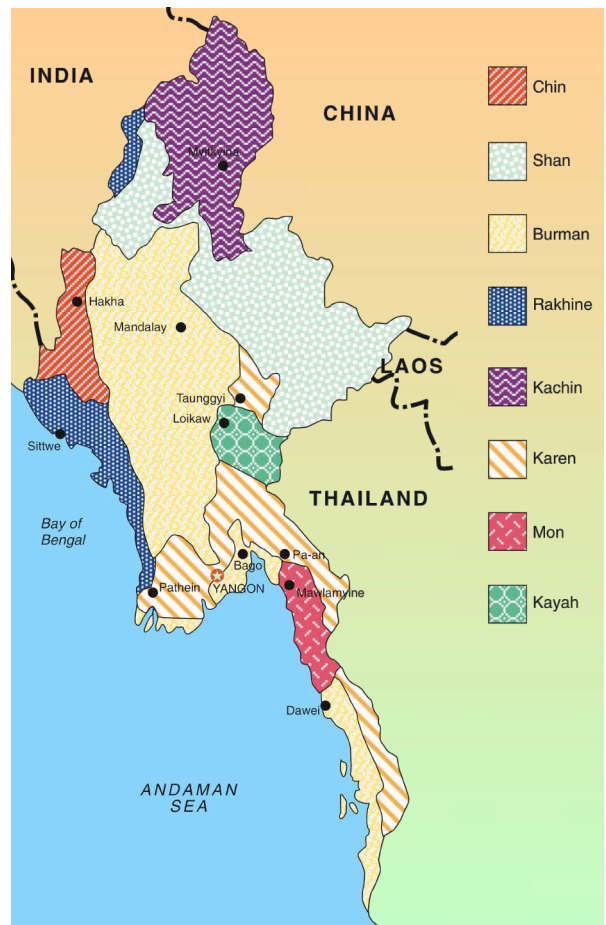 INDIA
CHINA
Myitkyina
Hakha
Mandalay
LAOS
Taunggyi
Loikaw
Sittwe
THAILAND
Bay of
Bengal
Pa-an
Bago
YANGON
Pathein
Mawlamyine
Dawei
ANDAMAN
SEA
Chin
Shan
Burman
Rakhine
Kachin
Karen
Mon
Kayah